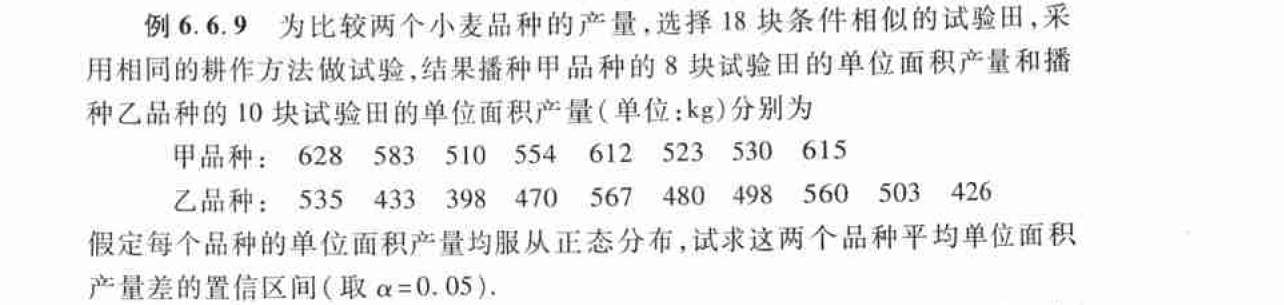 例 6.6.9 为比较两个小麦品种的产量,选择 18 块条件相似的试验田,采
用相同的耕作方法做试验,结果播种甲品种的 8 块试验田的单位面积产量和播
种乙品种的 10 块试验田的单位面积产量(单位:kg)分别为
甲品种: 628 583 510 554 612 523 530 615
乙品种: 535 433 398 470 567 480 498 560 503 426
假定每个品种的单位面积产量均服从正态分布,试求这两个品种平均单位面积
产量差的置信区间(取 α=0.05).